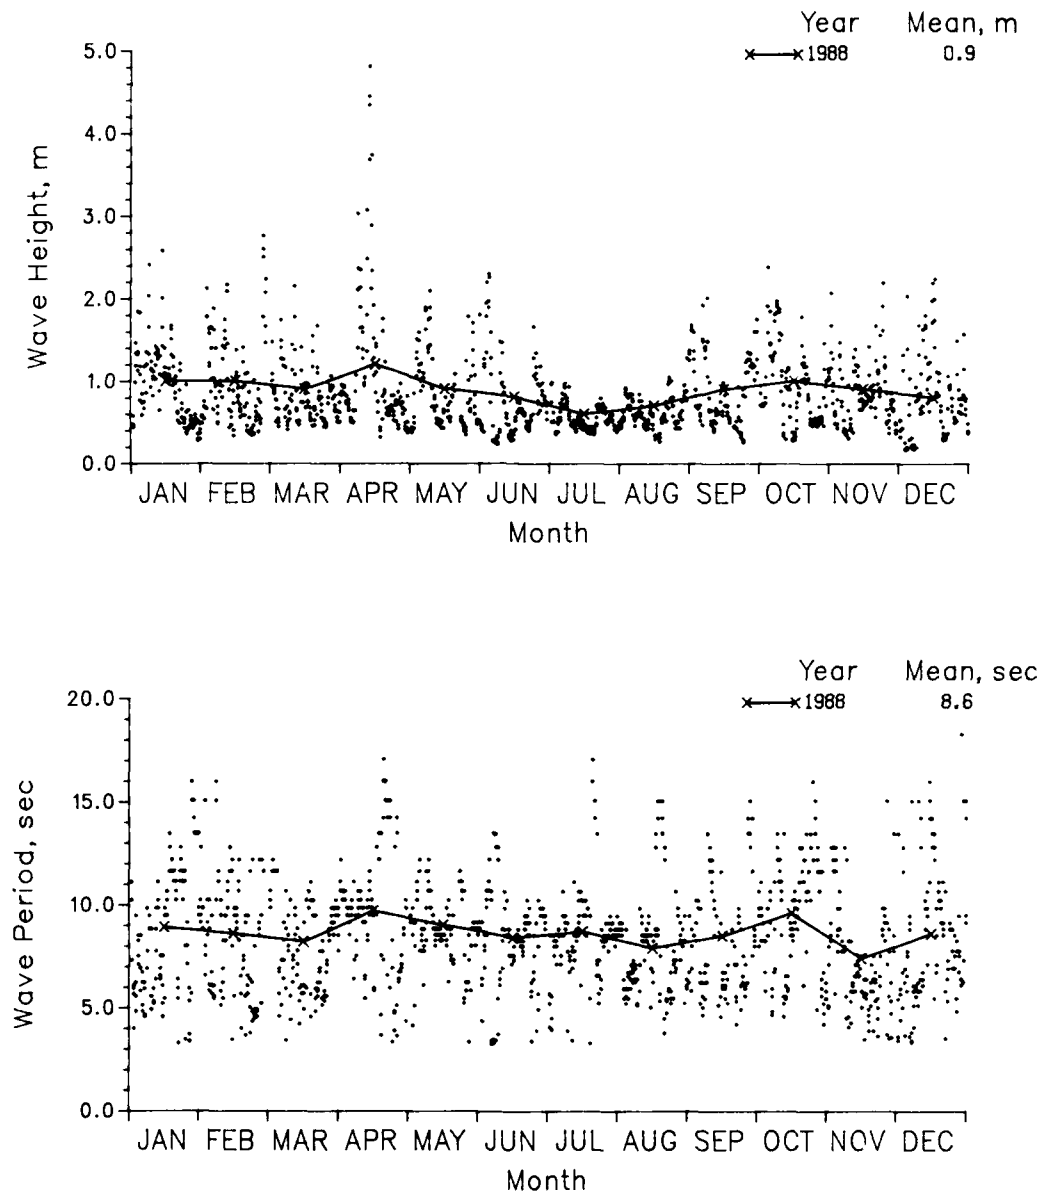 Year Mean, m
1988 0.9
5.0
4.0
3.0
2.0
1.0
0.0
Wave Height, m
JAN FEB MAR APR MAY JUN JUL AUG SEP OCT NOV DEC
Month
Year Mean, sec
1988 8.6
20.0
15.0
10.0
5.0
0.0
Wave Period, sec
JAN FEB MAR APR MAY JUN JUL AUG SEP OCT NOV DEC
Month